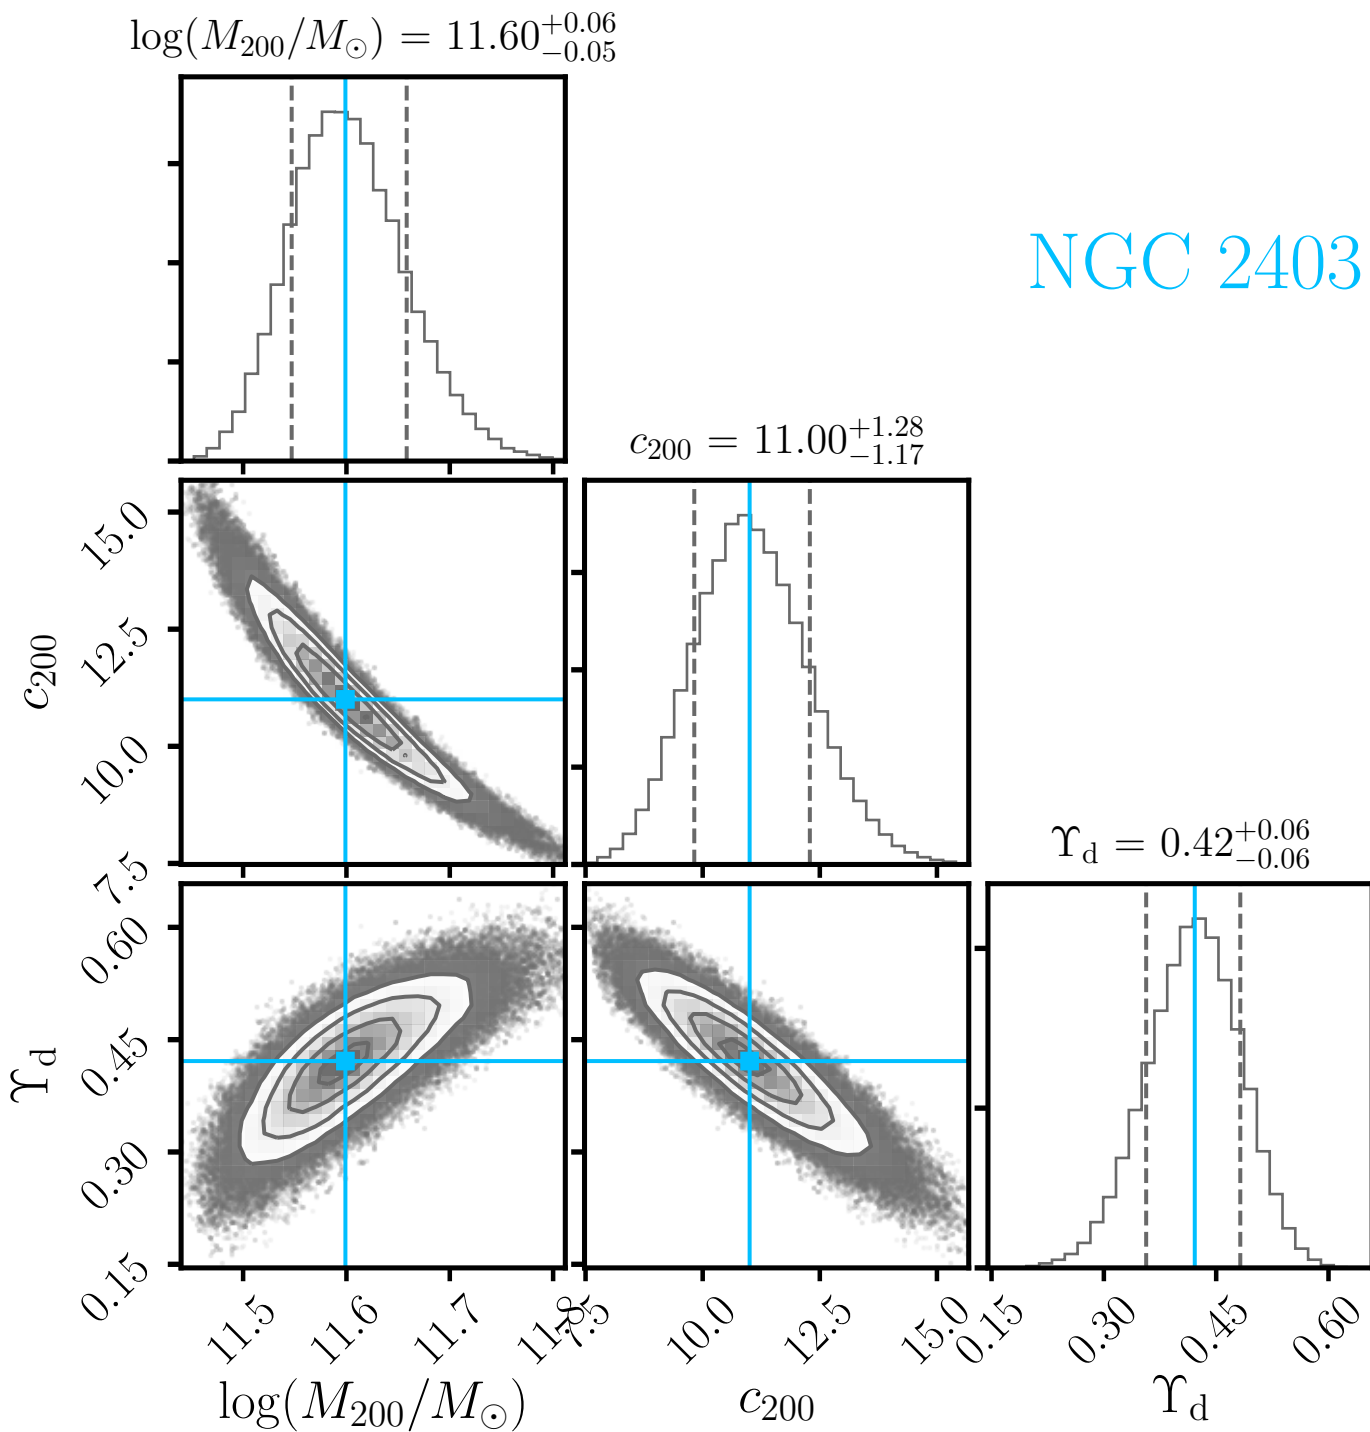 log(M₂₀₀/M⊙) = 11.60⁺⁰·⁰⁶₋₀.₀₅
NGC 2403
c₂₀₀ = 11.00⁺¹·²⁸₋₁.₁₇
c₂₀₀
15.0
12.5
10.0
7.5
ϒd = 0.42⁺⁰·⁰⁶₋₀.₀₆
ϒd
0.60
0.45
0.30
0.15
11.5 11.6 11.7 11.8 7.5 10.0 12.5 15.0 0.15 0.30 0.45 0.60
log(M₂₀₀/M⊙) c₂₀₀ ϒd